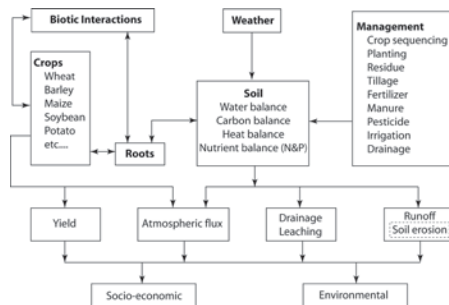 Biotic Interactions
Weather
Management
Crop sequencing
Planting
Residue
Tillage
Fertilizer
Manure
Pesticide
Irrigation
Drainage
Crops
Wheat
Barley
Maize
Soybean
Potato
etc....
Soil
Water balance
Carbon balance
Heat balance
Nutrient balance (N&P)
Roots
Yield
Atmospheric flux
Drainage
Leaching
Runoff
Soil erosion
Socio-economic
Environmental